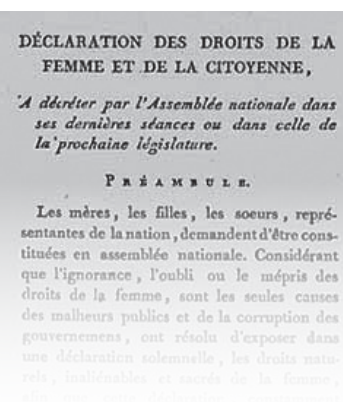 DÉCLARATION DES DROITS DE LA
FEMME ET DE LA CITOYENNE,
A décréter par l'Assemblée nationale dans
ses dernières séances ou dans celle de
la prochaine législature.
PRÉAMBULE.
Les mères, les filles, les soeurs, repré-
sentantes de la nation, demandent d'être cons-
tituées en assemblée nationale. Considérant
que l'ignorance, l'oubli ou le mépris des
droits de la femme, sont les seules causes
des malheurs publics et de la corruption des
gouvernemens, ont résolu d'exposer dans
une déclaration solemnelle, les droits natu-
rels, inaliénables et sacrés de la femme,